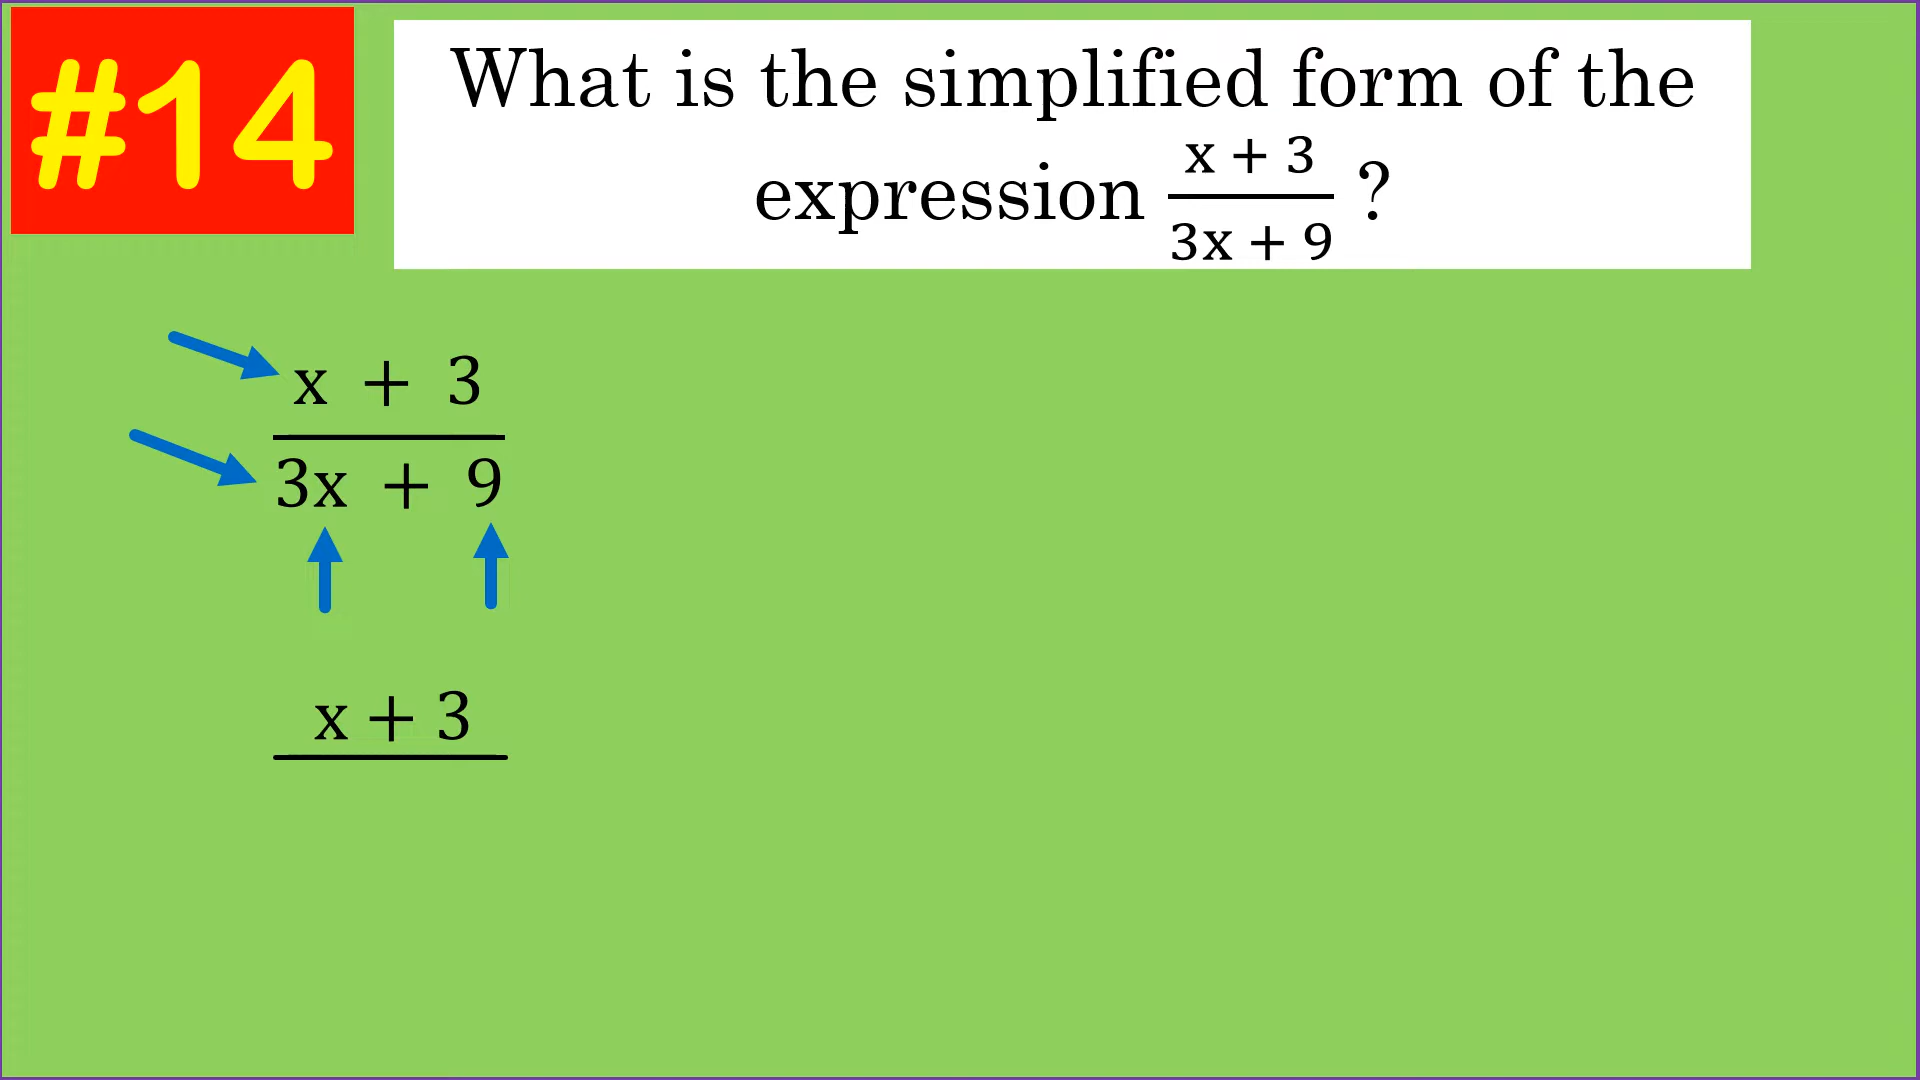 #14
What is the simplified form of the
expression x + 3 / 3x + 9 ?
x + 3
3x + 9
x + 3